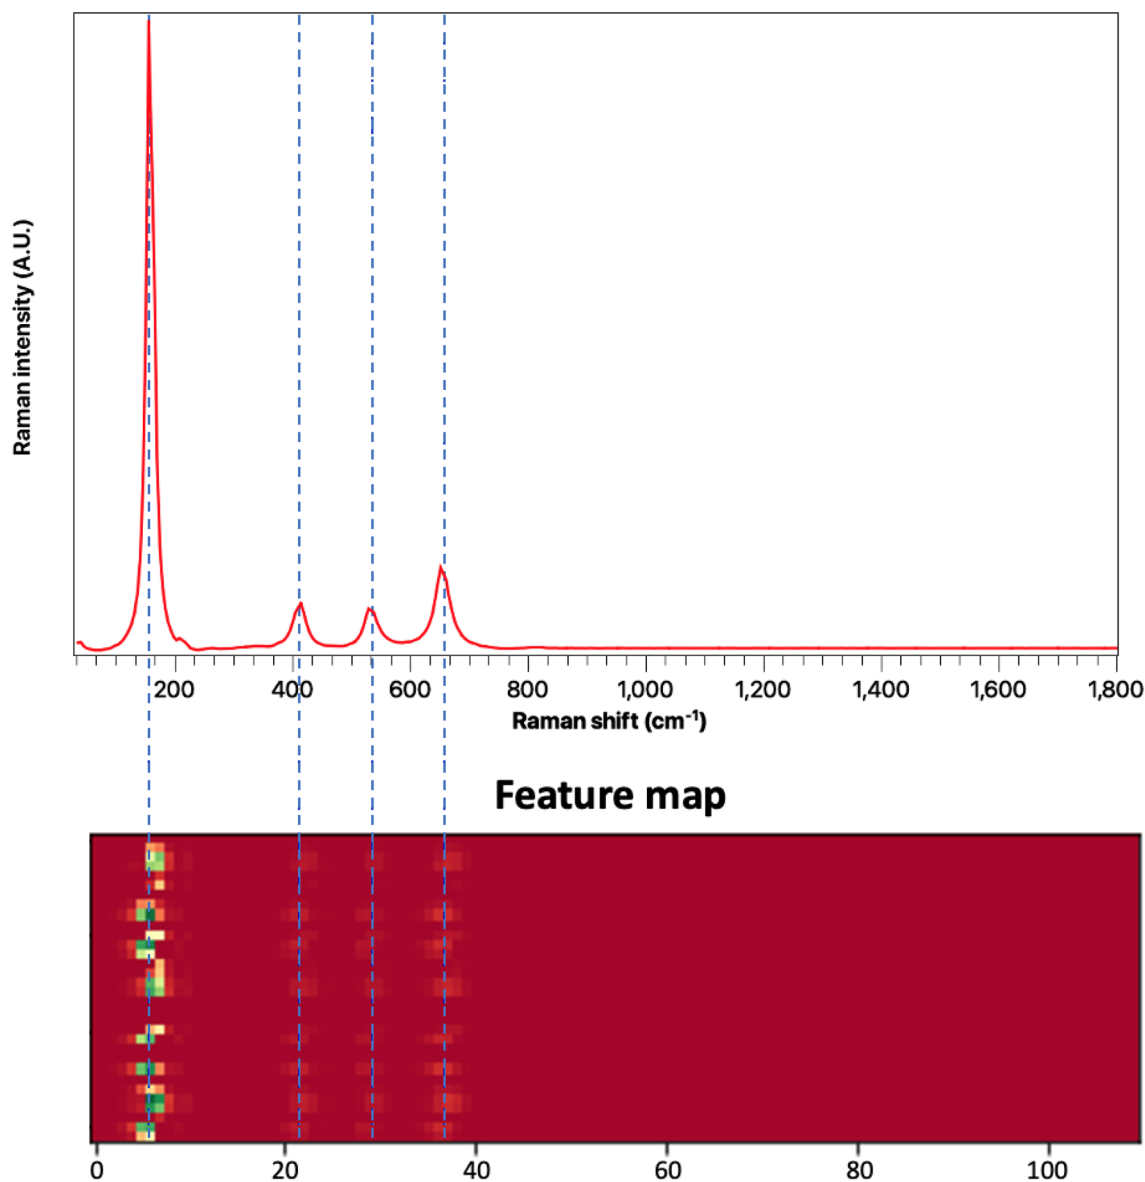 Raman intensity (A.U.)
200 400 600 800 1,000 1,200 1,400 1,600 1,800
Raman shift (cm⁻¹)
Feature map
0 20 40 60 80 100